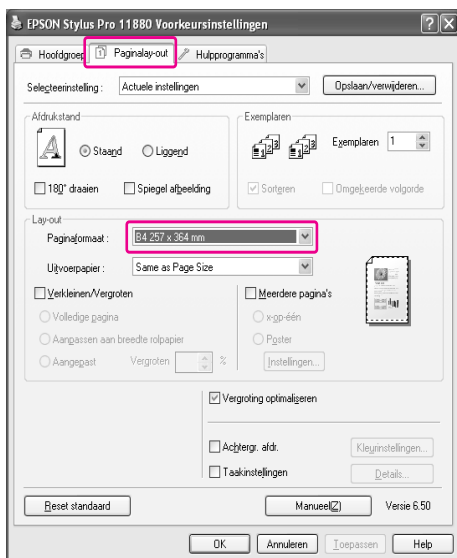 EPSON Stylus Pro 11880 Voorkeursinstellingen
Hoofdgroep Paginalay-out Hulpprogramma's
Selecteerinstelling : Actuele instellingen Opslaan/verwijderen...
Afdrukstand Exemplaren
Staand Liggend Exemplaren 1
180° draaien Spiegel afbeelding Sorteren Omgekeerde volgorde
Lay-out
Paginaformaat : B4 257 x 364 mm
Uitvoerpapier : Same as Page Size
Verkleinen/Vergroten Meerdere pagina's
Volledige pagina x-op-één
Aanpassen aan breedte rolpapier Poster
Aangepast Vergroten % Instellingen...
Vergroting optimaliseren
Achtergr. afdr. Kleurinstellingen...
Taakinstellingen Details...
Reset standaard Manueel(Z) Versie 6.50
OK Annuleren Toepassen Help